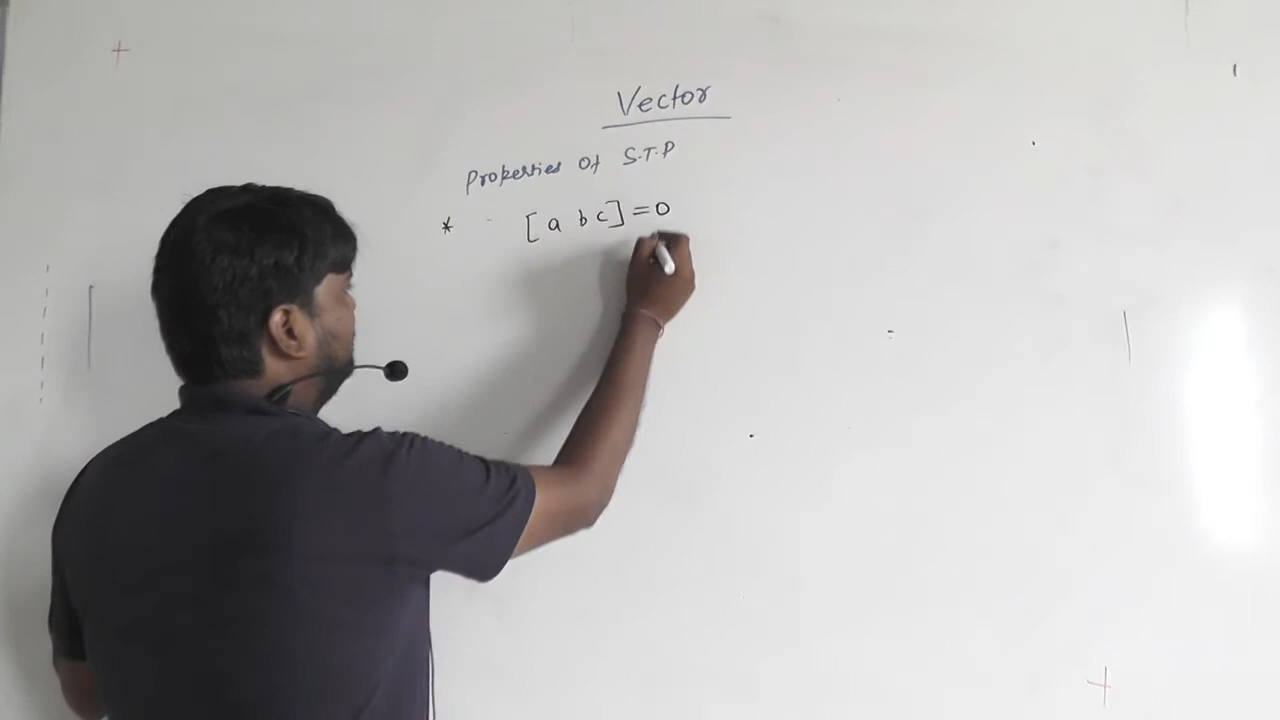 Vector
Properties Of S.T.P
* [a b c] = 0